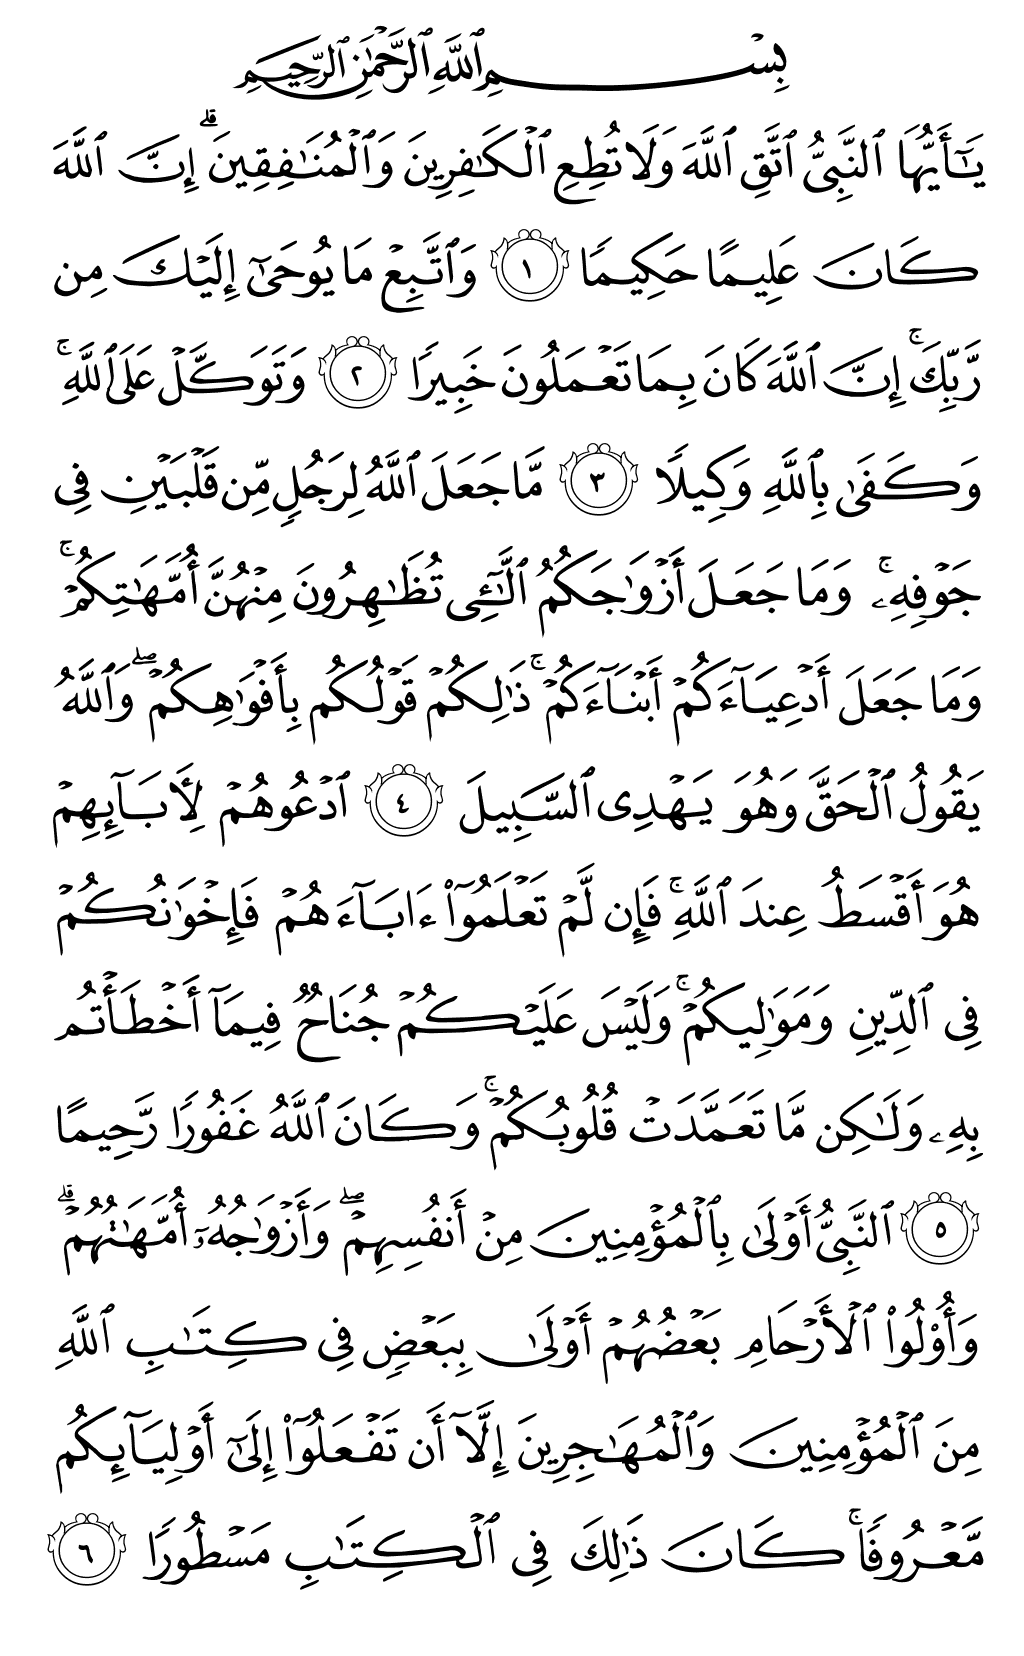 بِسْمِ ٱللَّهِ ٱلرَّحْمَٰنِ ٱلرَّحِيمِ
يَٰٓأَيُّهَا ٱلنَّبِىُّ ٱتَّقِ ٱللَّهَ وَلَا تُطِعِ ٱلْكَٰفِرِينَ وَٱلْمُنَٰفِقِينَ ۗ إِنَّ ٱللَّهَ
كَانَ عَلِيمًا حَكِيمًا ١ وَٱتَّبِعْ مَا يُوحَىٰٓ إِلَيْكَ مِن
رَّبِّكَ ۚ إِنَّ ٱللَّهَ كَانَ بِمَا تَعْمَلُونَ خَبِيرًا ٢ وَتَوَكَّلْ عَلَى ٱللَّهِ ۚ
وَكَفَىٰ بِٱللَّهِ وَكِيلًا ٣ مَّا جَعَلَ ٱللَّهُ لِرَجُلٍ مِّن قَلْبَيْنِ فِى
جَوْفِهِۦ ۚ وَمَا جَعَلَ أَزْوَٰجَكُمُ ٱلَّٰٓـِٔى تُظَٰهِرُونَ مِنْهُنَّ أُمَّهَٰتِكُمْ ۚ
وَمَا جَعَلَ أَدْعِيَآءَكُمْ أَبْنَآءَكُمْ ۚ ذَٰلِكُمْ قَوْلُكُم بِأَفْوَٰهِكُمْ ۖ وَٱللَّهُ
يَقُولُ ٱلْحَقَّ وَهُوَ يَهْدِى ٱلسَّبِيلَ ٤ ٱدْعُوهُمْ لِـَٔابَآئِهِمْ
هُوَ أَقْسَطُ عِندَ ٱللَّهِ ۚ فَإِن لَّمْ تَعْلَمُوٓا۟ ءَابَآءَهُمْ فَإِخْوَٰنُكُمْ
فِى ٱلدِّينِ وَمَوَٰلِيكُمْ ۚ وَلَيْسَ عَلَيْكُمْ جُنَاحٌ فِيمَآ أَخْطَأْتُم
بِهِۦ وَلَٰكِن مَّا تَعَمَّدَتْ قُلُوبُكُمْ ۚ وَكَانَ ٱللَّهُ غَفُورًا رَّحِيمًا
٥ ٱلنَّبِىُّ أَوْلَىٰ بِٱلْمُؤْمِنِينَ مِنْ أَنفُسِهِمْ ۖ وَأَزْوَٰجُهُۥٓ أُمَّهَٰتُهُمْ ۗ
وَأُو۟لُوا۟ ٱلْأَرْحَامِ بَعْضُهُمْ أَوْلَىٰ بِبَعْضٍ فِى كِتَٰبِ ٱللَّهِ
مِنَ ٱلْمُؤْمِنِينَ وَٱلْمُهَٰجِرِينَ إِلَّآ أَن تَفْعَلُوٓا۟ إِلَىٰٓ أَوْلِيَآئِكُم
مَّعْرُوفًا ۚ كَانَ ذَٰلِكَ فِى ٱلْكِتَٰبِ مَسْطُورًا ٦